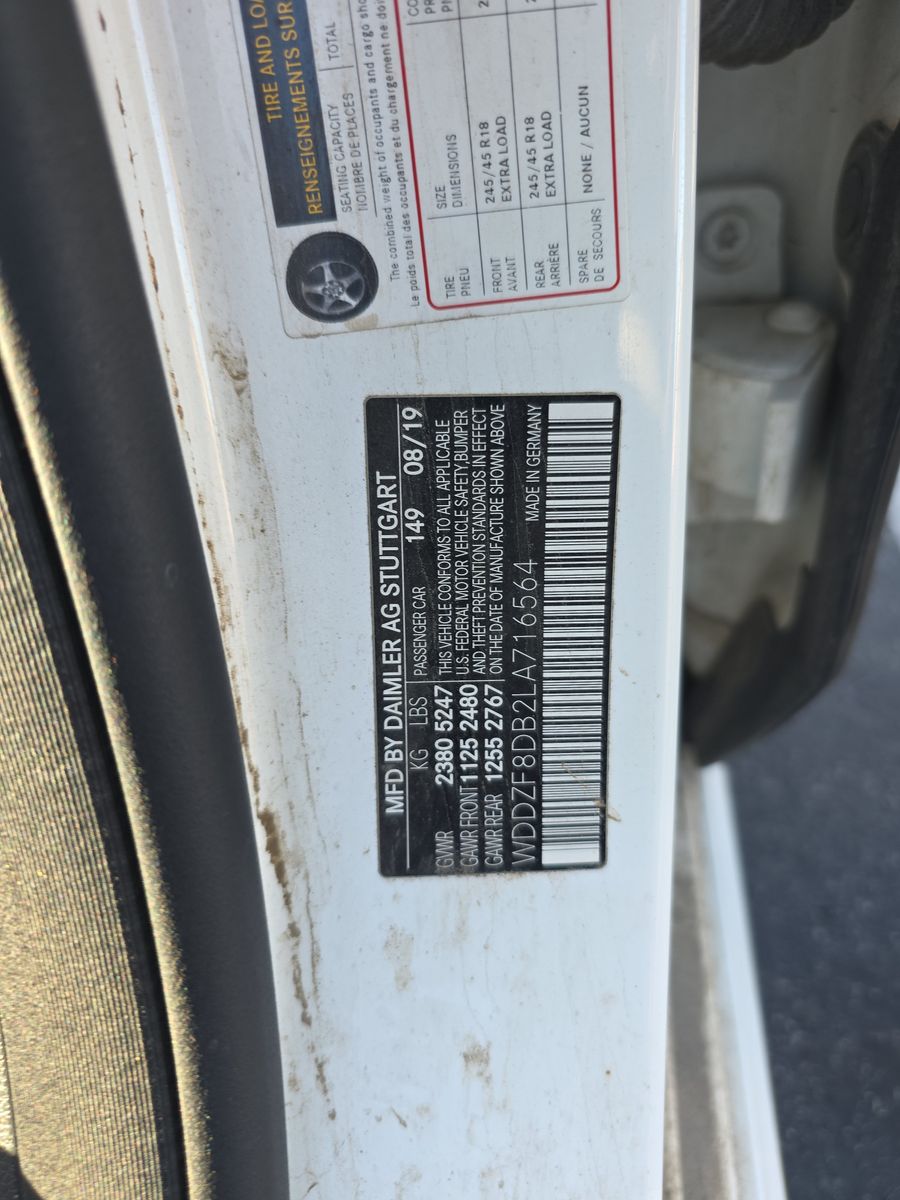 TIRE AND LOA
RENSEIGNEMENTS SUR
SEATING CAPACITY
NOMBRE DE PLACES
TOTAL
The combined weight of occupants and cargo sho
Le poids total des occupants et du chargement ne doi
TIRE
PNEU
SIZE
DIMENSIONS
FRONT
AVANT
245/45 R18
EXTRA LOAD
REAR
ARRIÈRE
245/45 R18
EXTRA LOAD
SPARE
DE SECOURS
NONE / AUCUN
MFD BY DAIMLER AG STUTTGART
KG LBS PASSENGER CAR 149 08/19
GVWR 2380 5247 THIS VEHICLE CONFORMS TO ALL APPLICABLE
GAWR FRONT 1125 2480 U.S. FEDERAL MOTOR VEHICLE SAFETY,BUMPER
AND THEFT PREVENTION STANDARDS IN EFFECT
GAWR REAR 1255 2767 ON THE DATE OF MANUFACTURE SHOWN ABOVE
WDDZF8DB2LA716564 MADE IN GERMANY